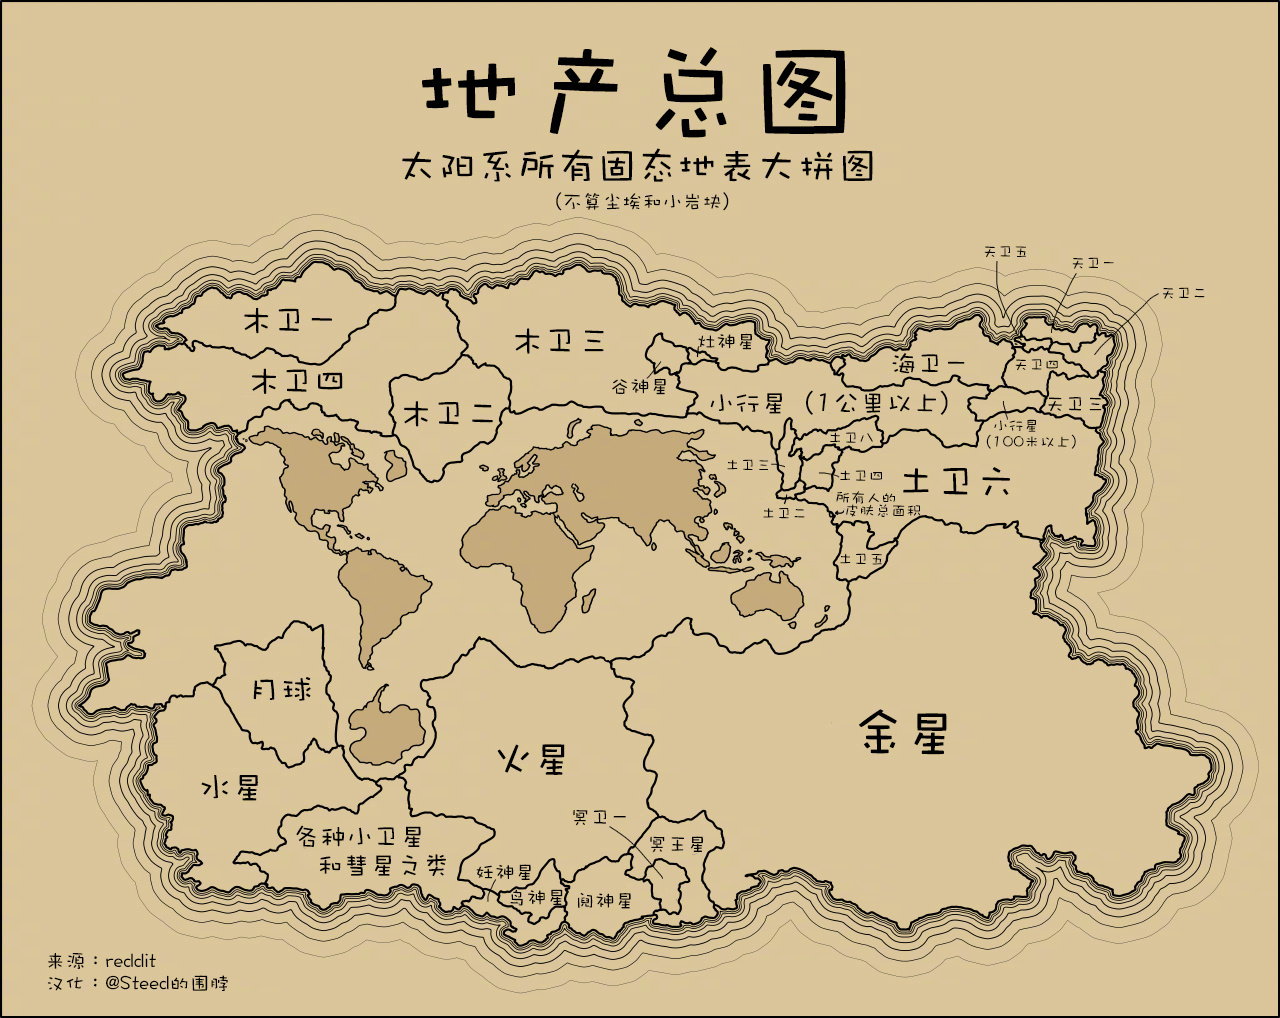 地产总图
太阳系所有固态地表大拼图
(不算尘埃和小岩块)
天卫五
天卫一
天卫二
木卫一
木卫三
灶神星
海卫一
天卫四
木卫四
谷神星
木卫二
小行星（1公里以上）
天卫三
小行星
(100米以上)
土卫八
土卫三
土卫四
土卫六
所有人的
皮肤总面积
土卫二
土卫五
月球
金星
水星
火星
冥卫一
冥王星
各种小卫星
和彗星之类
妊神星
鸟神星
阋神星
来源：reddit
汉化：@Steed的围脖